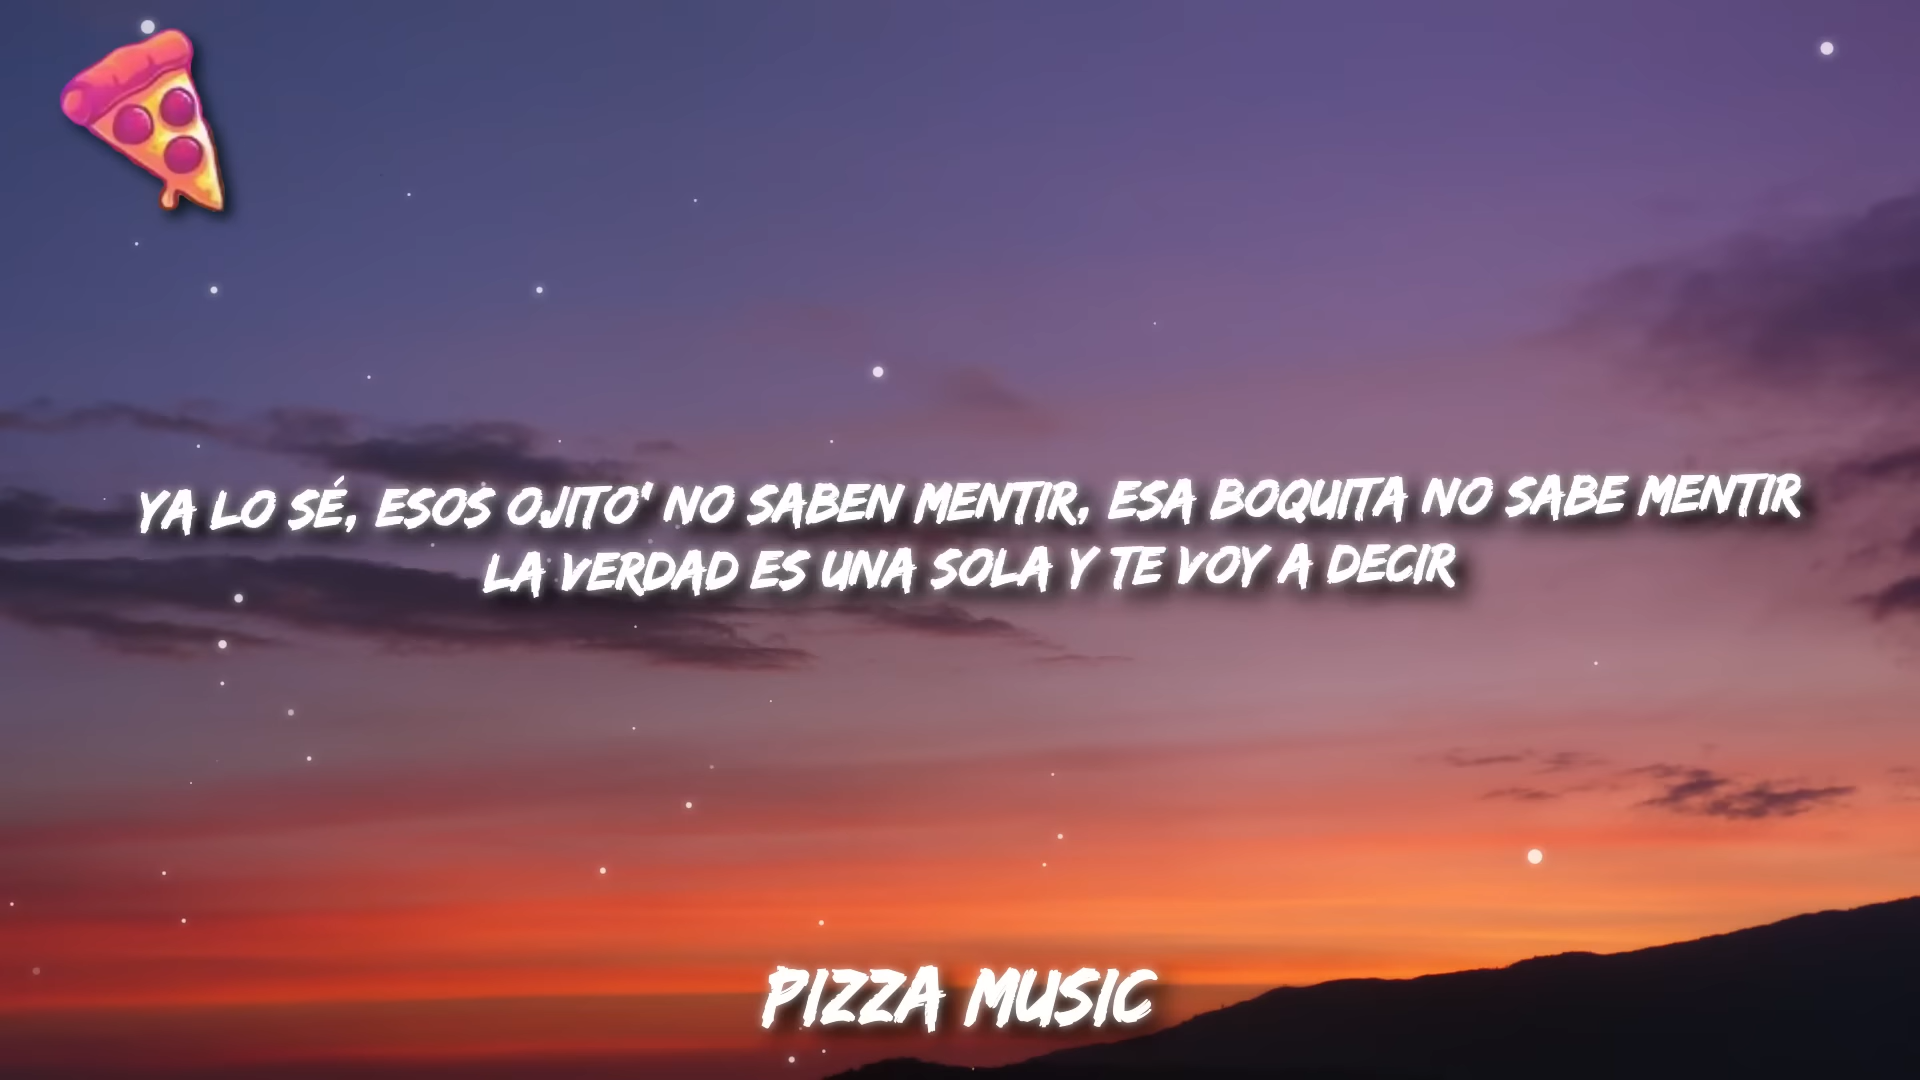 YA LO SÉ, ESOS OJITO' NO SABEN MENTIR, ESA BOQUITA NO SABE MENTIR
LA VERDAD ES UNA SOLA Y TE VOY A DECIR
PIZZA MUSIC